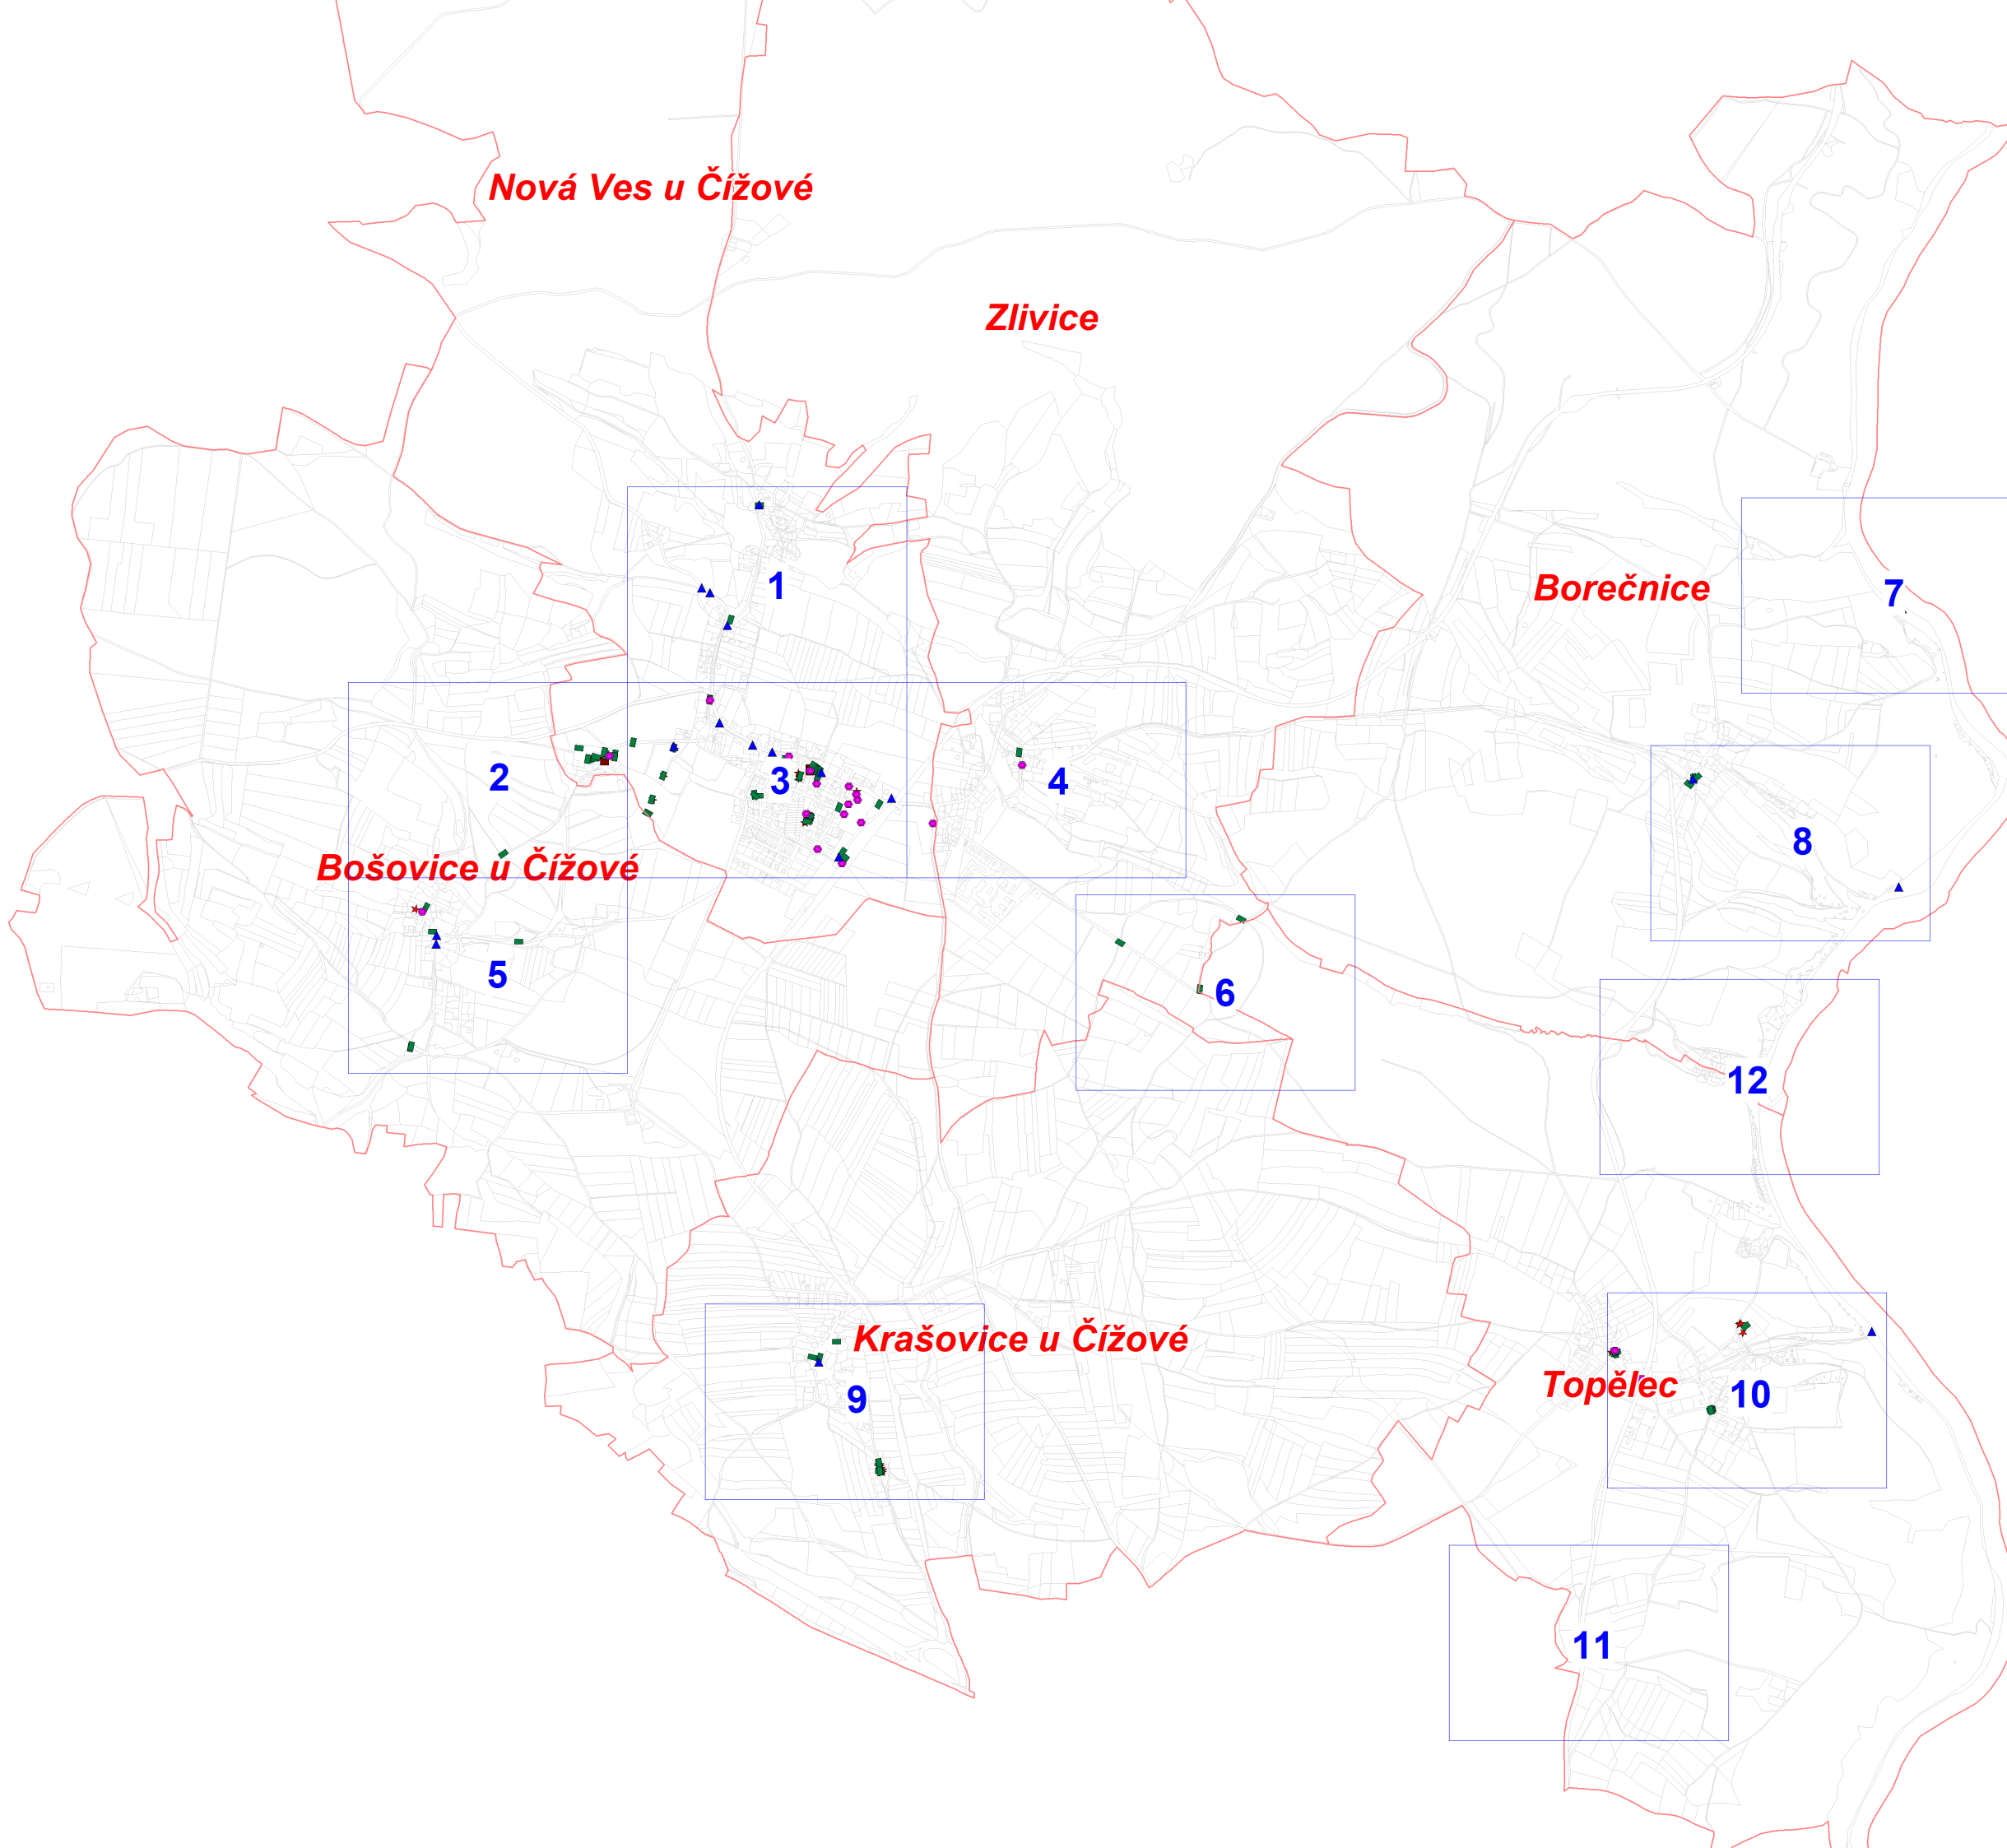 Nová Ves u Čížové
Zlivice
1
Borečnice
7
2
3
4
8
Bošovice u Čížové
5
6
12
Krašovice u Čížové
9
Topělec
10
11